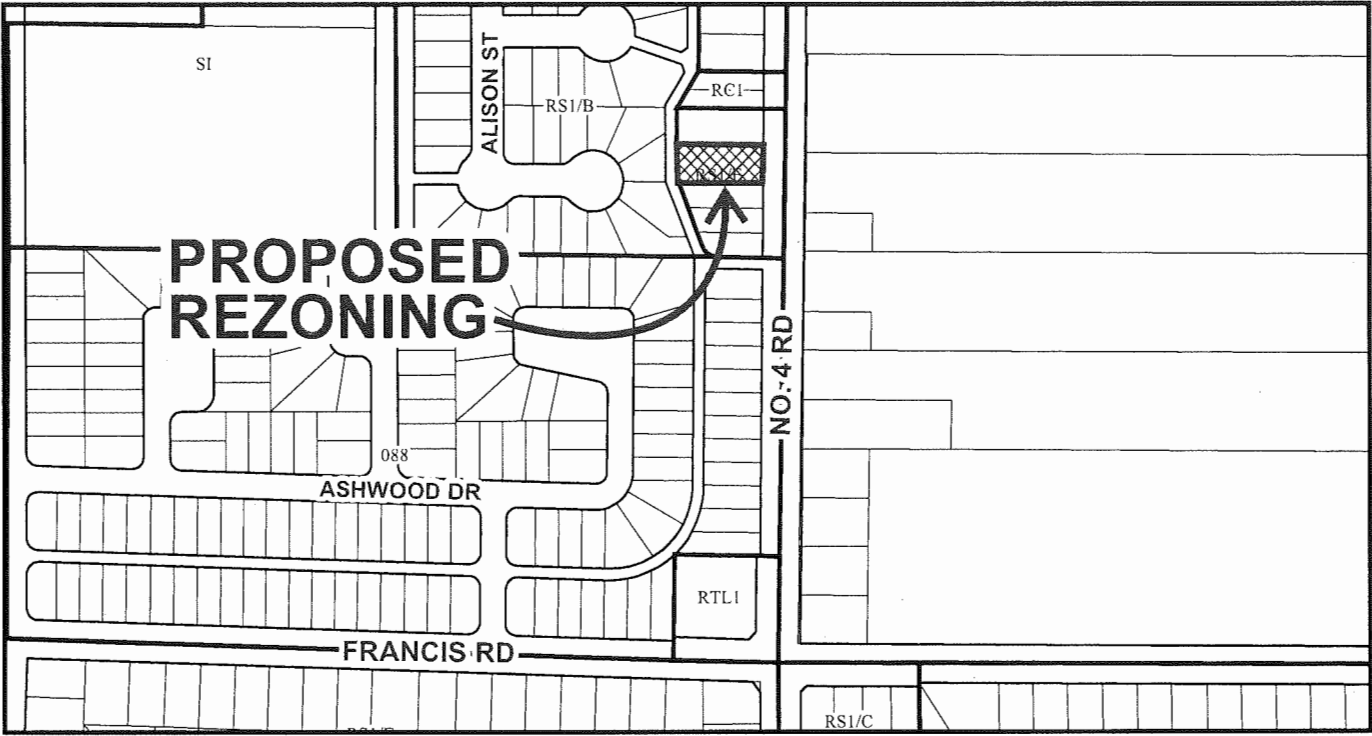 SI
ALISON ST
RS1/B
RC1
PROPOSED
REZONING
NO. 4 RD
088
ASHWOOD DR
RTL1
FRANCIS RD
RS1/C